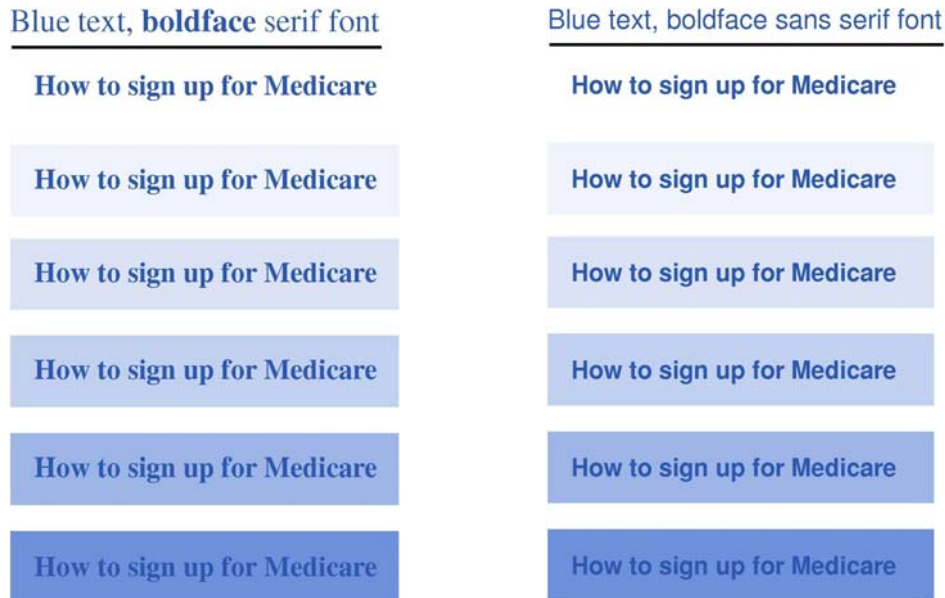 Blue text, boldface serif font
How to sign up for Medicare
How to sign up for Medicare
How to sign up for Medicare
How to sign up for Medicare
How to sign up for Medicare
How to sign up for Medicare
Blue text, boldface sans serif font
How to sign up for Medicare
How to sign up for Medicare
How to sign up for Medicare
How to sign up for Medicare
How to sign up for Medicare
How to sign up for Medicare